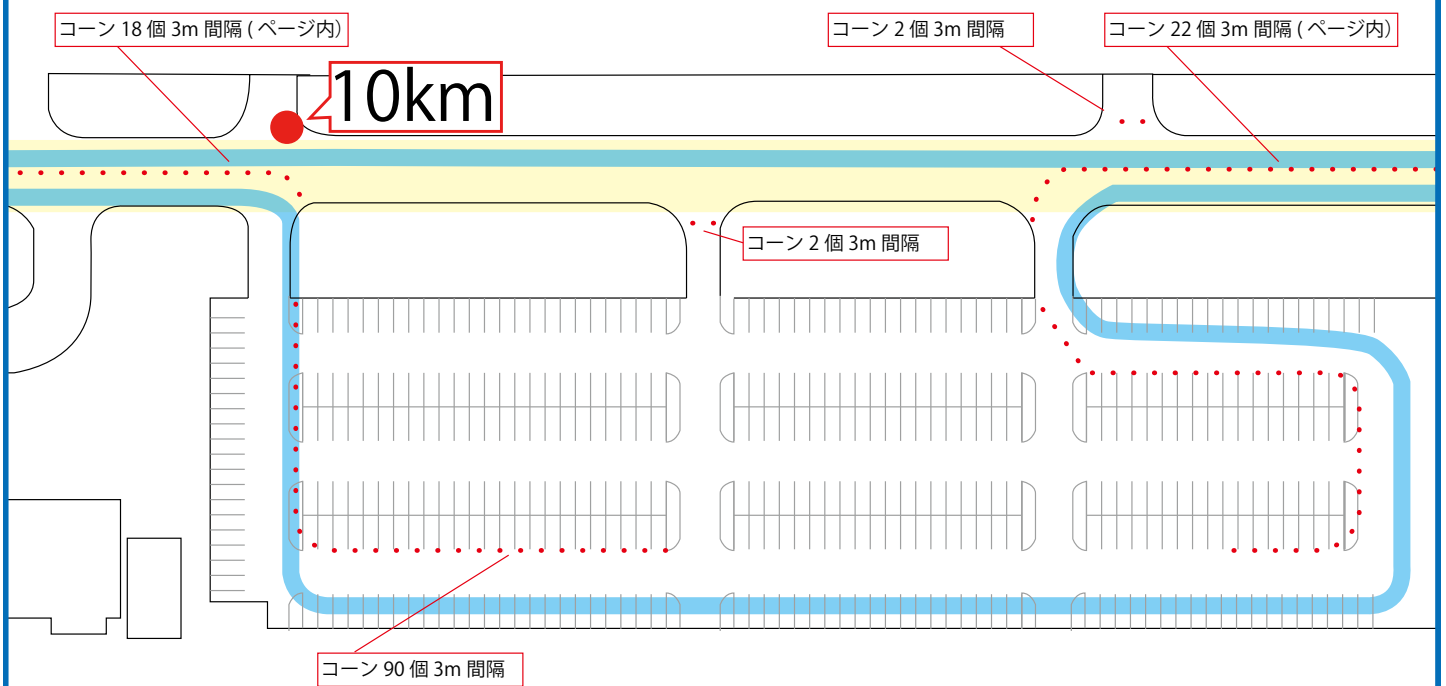 コーン 18 個 3m 間隔 ( ページ内)
コーン 2 個 3m 間隔
コーン 22 個 3m 間隔 ( ページ内)
10km
コーン 2 個 3m 間隔
コーン 90 個 3m 間隔